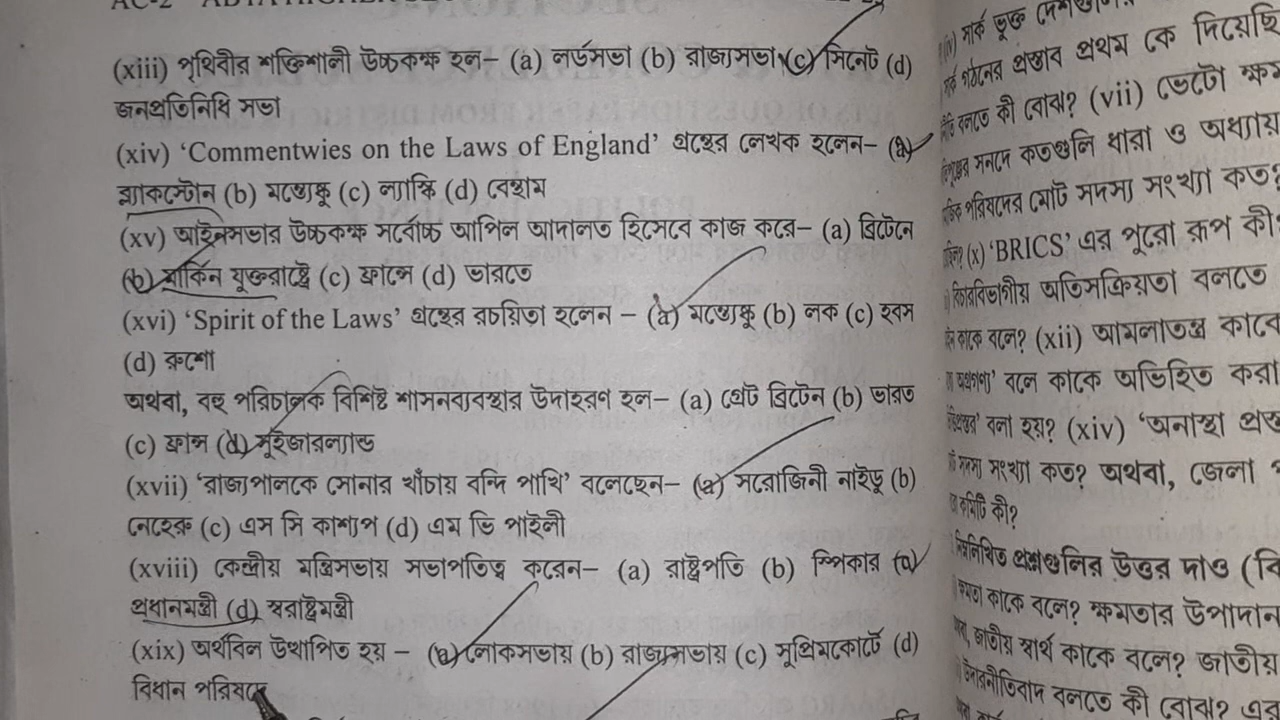 (xiii) পৃথিবীর শক্তিশালী উচ্চকক্ষ হল– (a) লর্ডসভা (b) রাজ্যসভা (c) সিনেট (d)
জনপ্রতিনিধি সভা
(xiv) ‘Commentwies on the Laws of England’ গ্রন্থের লেখক হলেন– (a)
ব্ল্যাকস্টোন (b) মন্তেস্কু (c) ল্যাস্কি (d) বেন্থাম
(xv) আইনসভার উচ্চকক্ষ সর্বোচ্চ আপিল আদালত হিসেবে কাজ করে– (a) ব্রিটেনে
(b) মার্কিন যুক্তরাষ্ট্রে (c) ফ্রান্সে (d) ভারতে
(xvi) ‘Spirit of the Laws’ গ্রন্থের রচয়িতা হলেন – (a) মন্তেস্কু (b) লক (c) হবস
(d) রুশো
অথবা, বহু পরিচালক বিশিষ্ট শাসনব্যবস্থার উদাহরণ হল– (a) গ্রেট ব্রিটেন (b) ভারত
(c) ফ্রান্স (d) সুইজারল্যান্ড
(xvii) ‘রাজ্যপালকে সোনার খাঁচায় বন্দি পাখি’ বলেছেন– (a) সরোজিনী নাইডু (b)
নেহেরু (c) এস সি কাশ্যপ (d) এম ভি পাইলী
(xviii) কেন্দ্রীয় মন্ত্রিসভায় সভাপতিত্ব করেন– (a) রাষ্ট্রপতি (b) স্পিকার (c)
প্রধানমন্ত্রী (d) স্বরাষ্ট্রমন্ত্রী
(xix) অর্থবিল উত্থাপিত হয় – (a) লোকসভায় (b) রাজ্যসভায় (c) সুপ্রিমকোর্টে (d)
বিধান পরিষদে
(iv) সার্ক ভুক্ত
গঠনের প্রস্তাব প্রথম কে
বলতে কী বোঝ? (vii) ভেটো
সনদে কতগুলি ধারা ও অধ্যায়
পরিষদের মোট সদস্য সংখ্যা কত?
(x) ‘BRICS’ এর পুরো রূপ কী
অতিসক্রিয়তা বলতে
কাকে বলে? (xii) আমলাতন্ত্র
বলে কাকে অভিহিত করা
বলা হয়? (xiv) ‘অনাস্থা
সদস্য সংখ্যা কত? অথবা, জেলা
কমিটি কী?
নিম্নলিখিত প্রশ্নগুলির উত্তর দাও
কাকে বলে? ক্ষমতার উপাদান
জাতীয় স্বার্থ কাকে বলে? জাতীয়
উদারনীতিবাদ বলতে কী বোঝ?